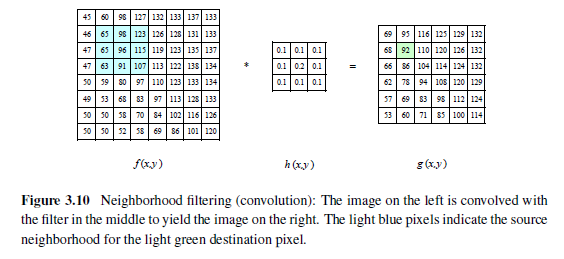 45 60 98 127 132 133 137 133
46 65 98 123 126 128 131 133
47 65 96 115 119 123 135 137
47 63 91 107 113 122 138 134
50 59 80 97 110 123 133 134
49 53 68 83 97 113 128 133
50 50 58 70 84 102 116 126
50 50 52 58 69 86 101 120
*
0.1 0.1 0.1
0.1 0.2 0.1
0.1 0.1 0.1
=
69 95 116 125 129 132
68 92 110 120 126 132
66 86 104 114 124 132
62 78 94 108 120 129
57 69 83 98 112 124
53 60 71 85 100 114
f(x,y)
h(x,y)
g(x,y)
Figure 3.10 Neighborhood filtering (convolution): The image on the left is convolved with
the filter in the middle to yield the image on the right. The light blue pixels indicate the source
neighborhood for the light green destination pixel.